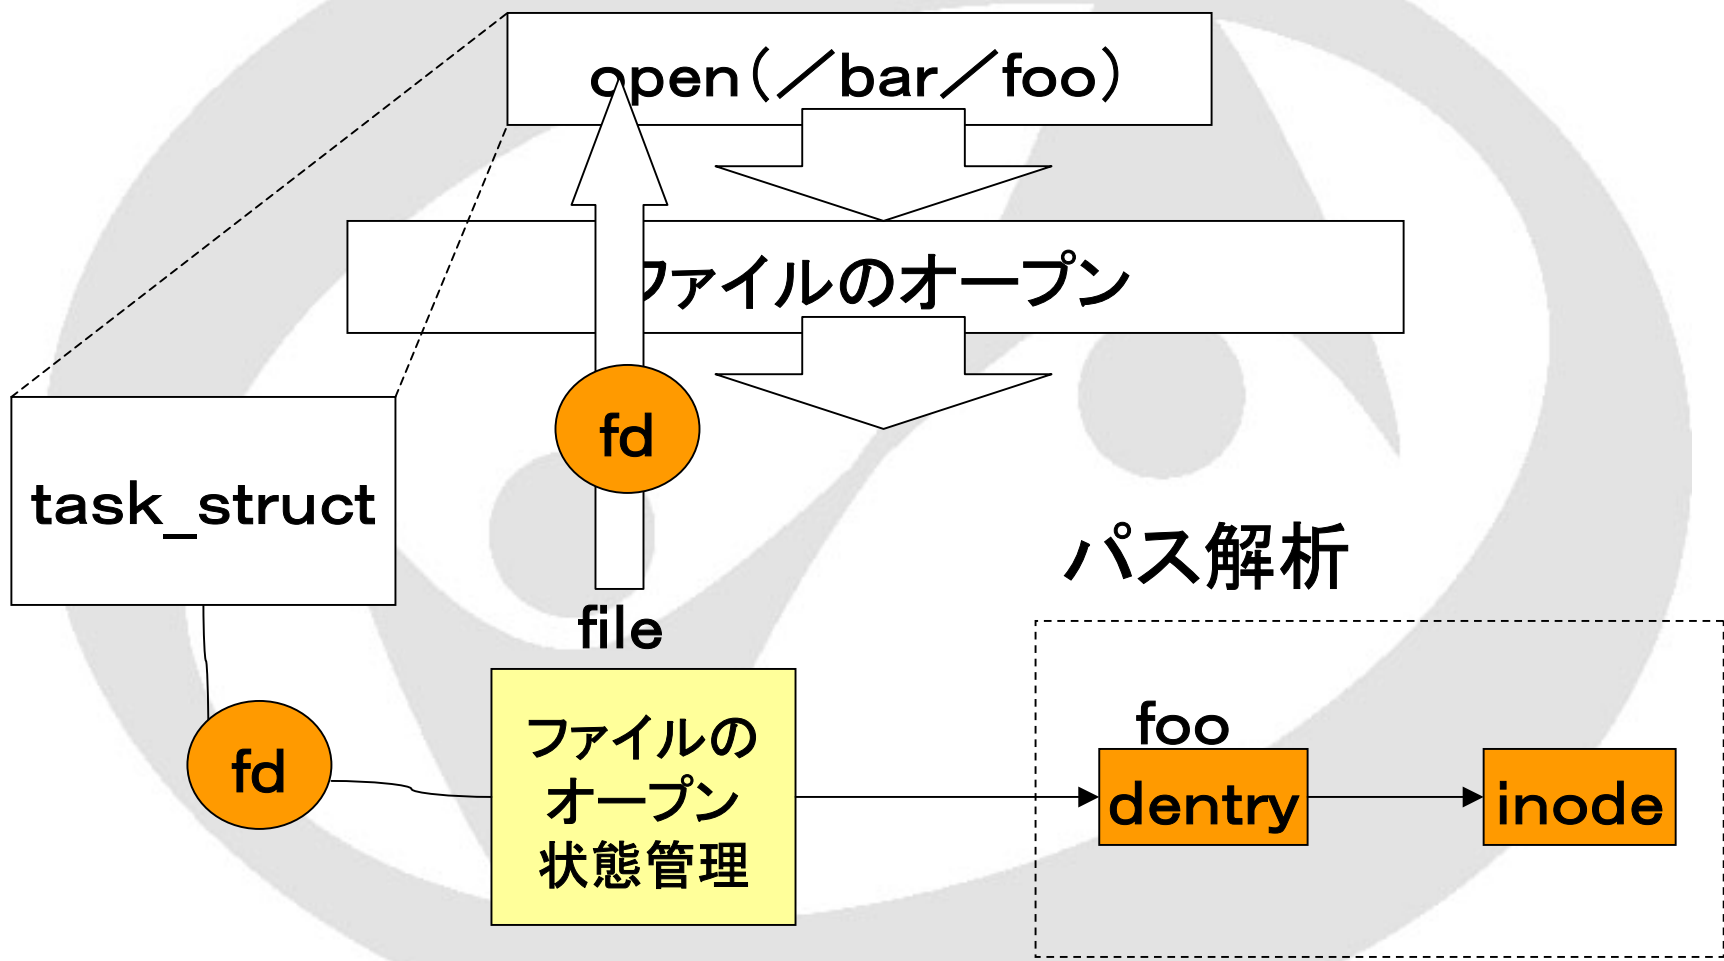 open(／bar／foo)
ファイルのオープン
fd
task_struct
パス解析
file
foo
fd
ファイルの
オープン
状態管理
dentry
inode